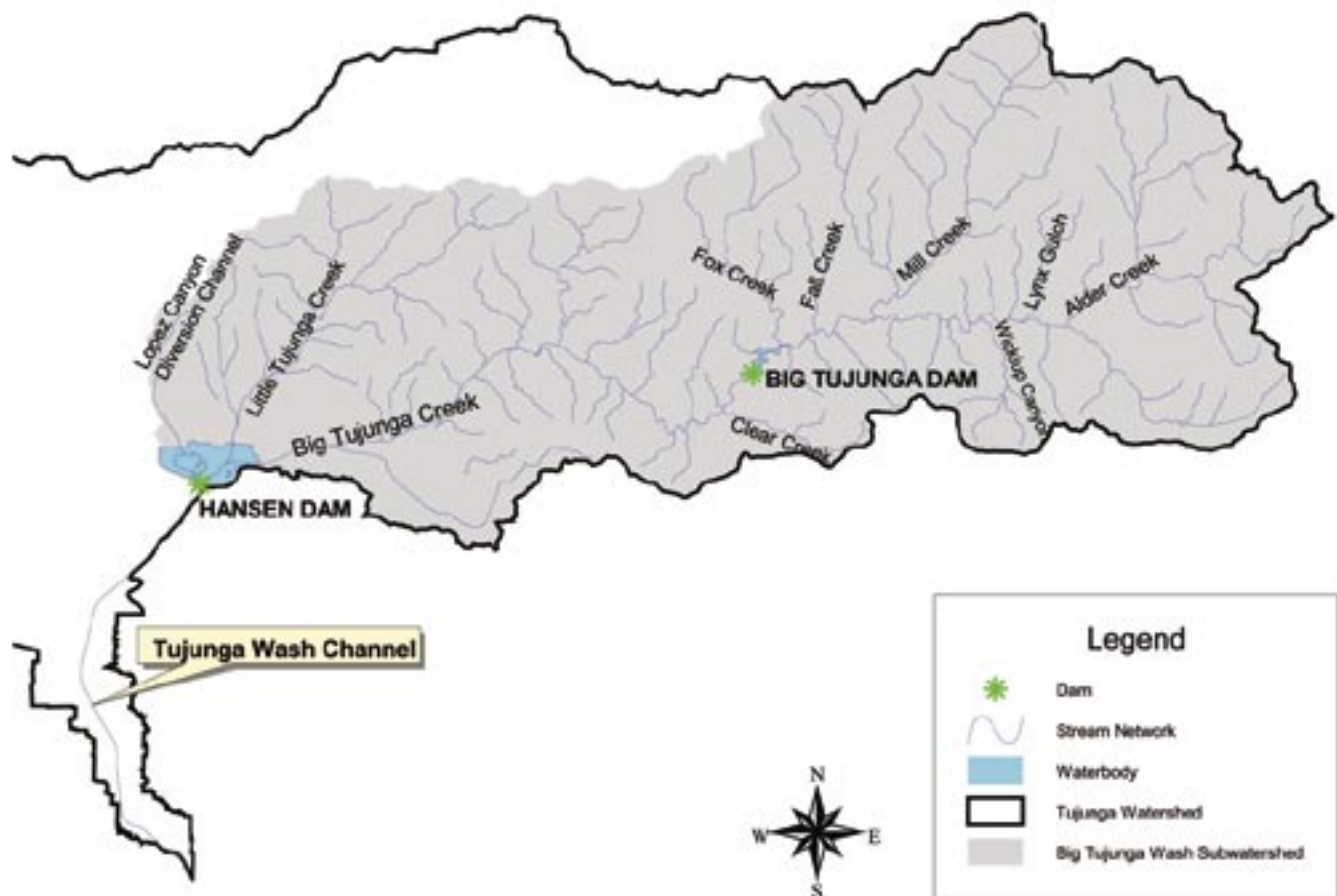 Lopez Canyon
Diversion Channel
Little Tujunga Creek
Big Tujunga Creek
Fox Creek
Fall Creek
Mill Creek
Lynx Gulch
Alder Creek
Wickiup Canyon
BIG TUJUNGA DAM
Clear Creek
HANSEN DAM
Tujunga Wash Channel
Legend
Dam
Stream Network
Waterbody
Tujunga Watershed
Big Tujunga Wash Subwatershed
N
W
E
S